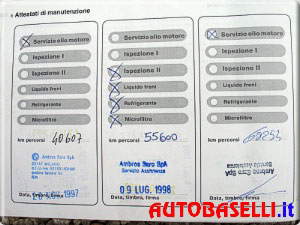 Attestati di manutenzione
Servizio olio motore
Ispezione I
Ispezione II
Liquido freni
Refrigerante
Microfiltro
km percorsi 40607
Data, timbro, firma
Servizio olio motore
Ispezione I
Ispezione II
Liquido freni
Refrigerante
Microfiltro
km percorsi 55600
Ambros Saro SpA
Servizio Assistenza
09 LUG. 1998
Data, timbro, firma
Servizio olio motore
Ispezione I
Ispezione II
Liquido freni
Refrigerante
Microfiltro
km percorsi
Data, timbro, firma
AUTOBASELLI.it